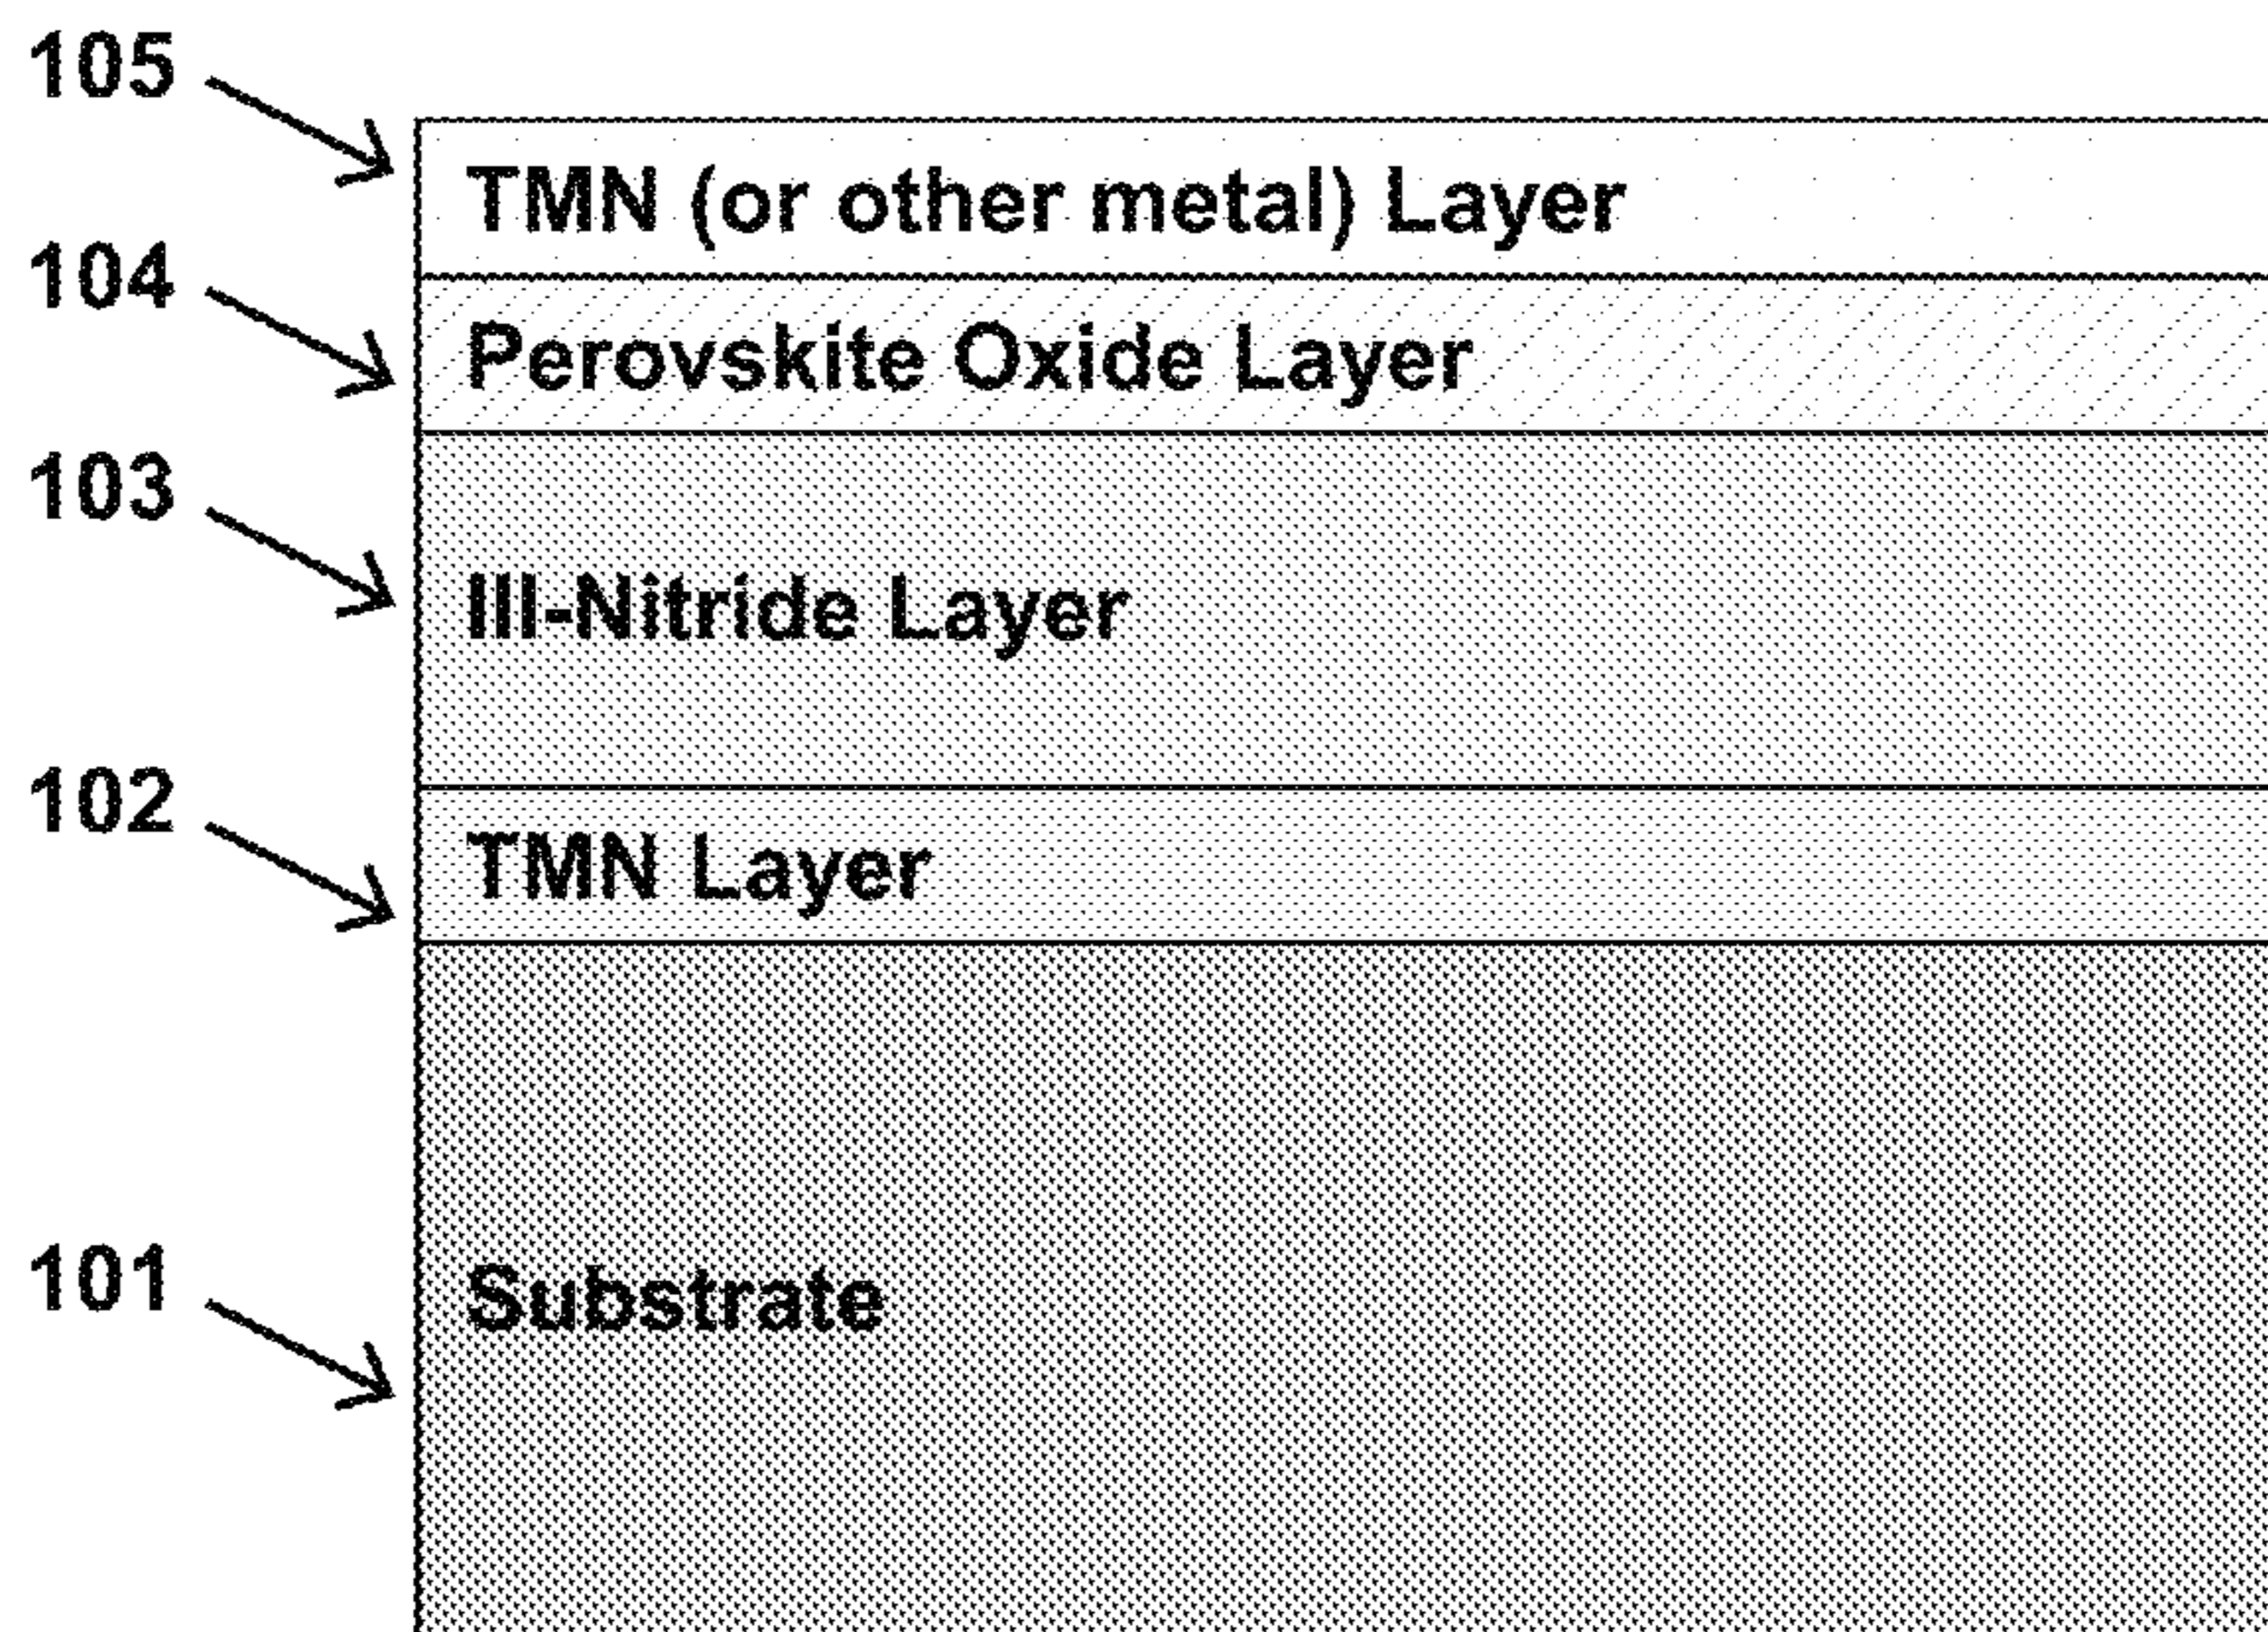 105
TMN (or other metal) Layer
104
Perovskite Oxide Layer
103
III-Nitride Layer
102
TMN Layer
101
Substrate